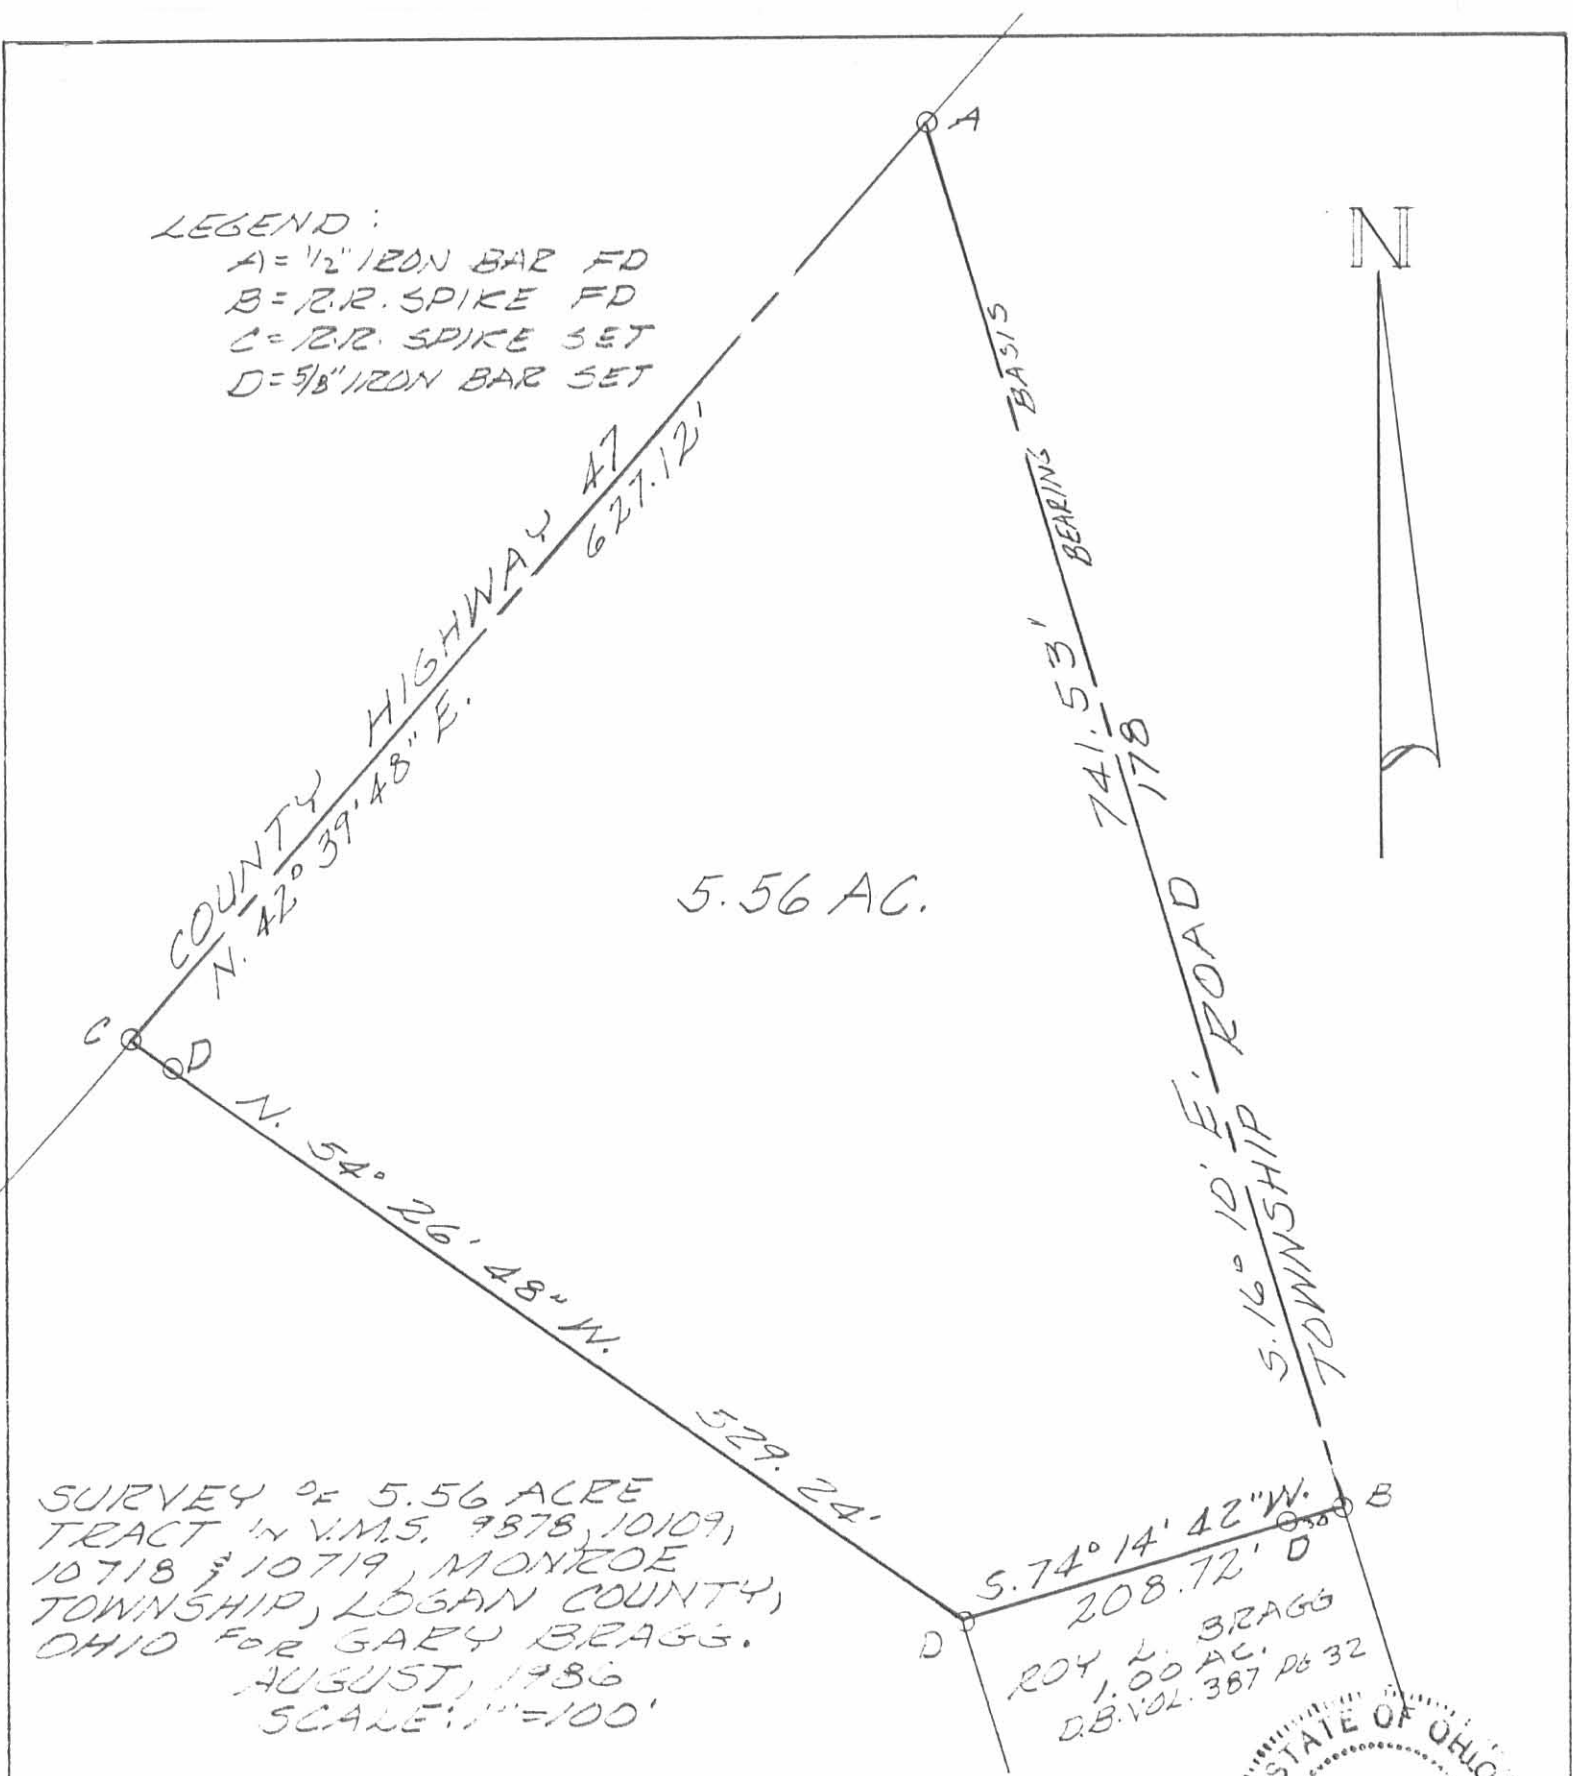 A
N
LEGEND:
A = 1/2" IRON BAR FD
B = R.R. SPIKE FD
C = R.R. SPIKE SET
D = 5/8" IRON BAR SET
COUNTY HIGHWAY 47
N. 42° 39' 48" E.
627.12'
BEARING BASIS
741.53'
S. 16° 10' E.
TOWNSHIP ROAD 178
5.56 AC.
C
D
N. 54° 26' 48" W.
529.24'
B
S. 74° 14' 42" W.
30
D
208.72'
D
ROY L. BRAGG
1.00 AC.
D.B. VOL. 387 PG 32
SURVEY OF 5.56 ACRE
TRACT IN V.M.S. 9878, 10109,
10718 & 10719, MONROE
TOWNSHIP, LOGAN COUNTY,
OHIO FOR GARY BRAGG.
AUGUST, 1986
SCALE: 1" = 100'
STATE OF OHIO